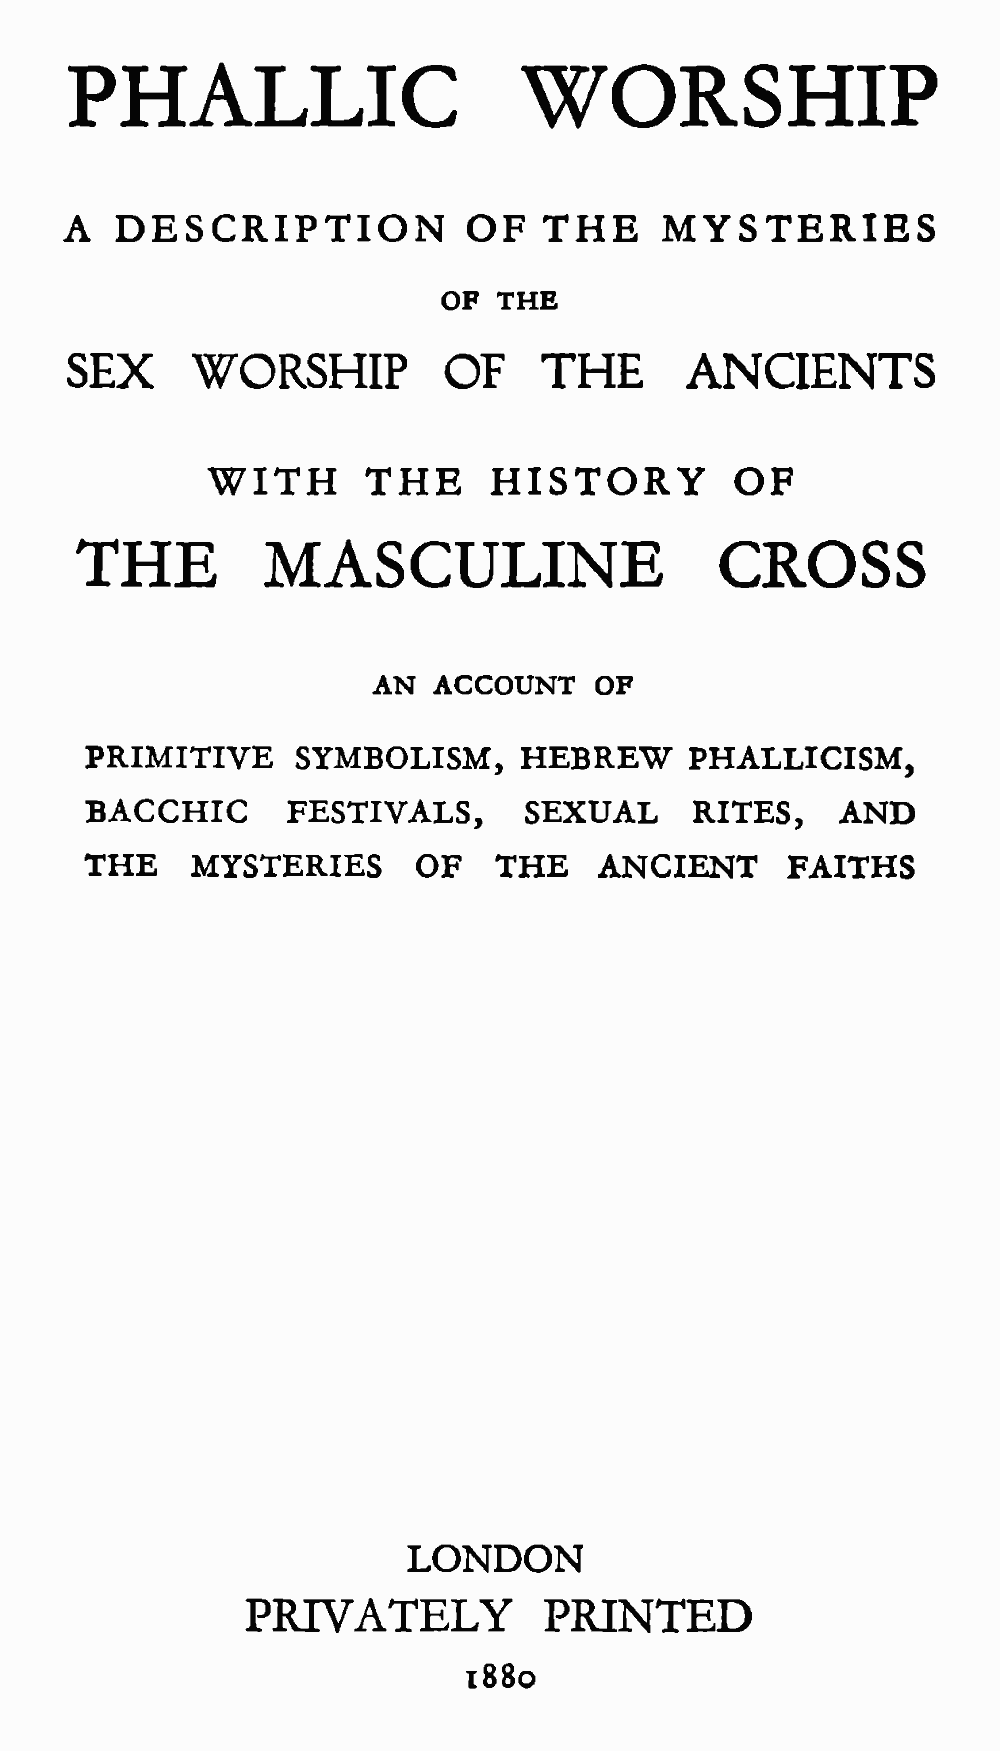 PHALLIC WORSHIP
A DESCRIPTION OF THE MYSTERIES
OF THE
SEX WORSHIP OF THE ANCIENTS
WITH THE HISTORY OF
THE MASCULINE CROSS
AN ACCOUNT OF
PRIMITIVE SYMBOLISM, HEBREW PHALLICISM,
BACCHIC FESTIVALS, SEXUAL RITES, AND
THE MYSTERIES OF THE ANCIENT FAITHS
LONDON
PRIVATELY PRINTED
1880